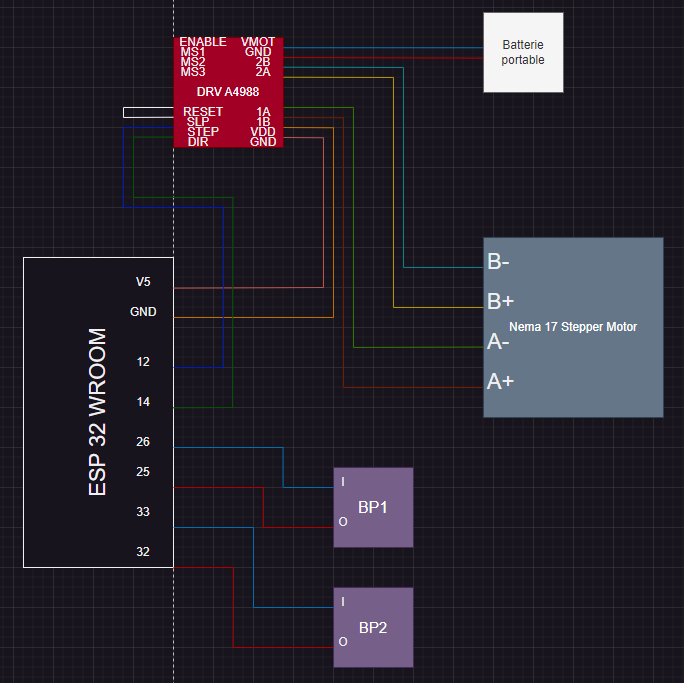 ENABLE VMOT
MS1 GND
MS2 2B
MS3 2A
DRV A4988
RESET 1A
SLP 1B
STEP VDD
DIR GND
Batterie
portable
B-
B+
Nema 17 Stepper Motor
A-
A+
ESP 32 WROOM
V5
GND
12
14
26
25
33
32
I
BP1
O
I
BP2
O